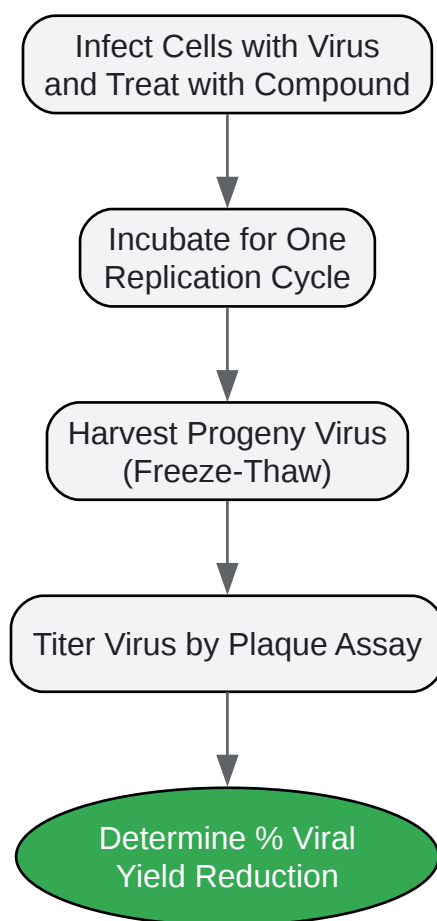 Infect Cells with Virus
and Treat with Compound
Incubate for One
Replication Cycle
Harvest Progeny Virus
(Freeze-Thaw)
Titer Virus by Plaque Assay
Determine % Viral
Yield Reduction